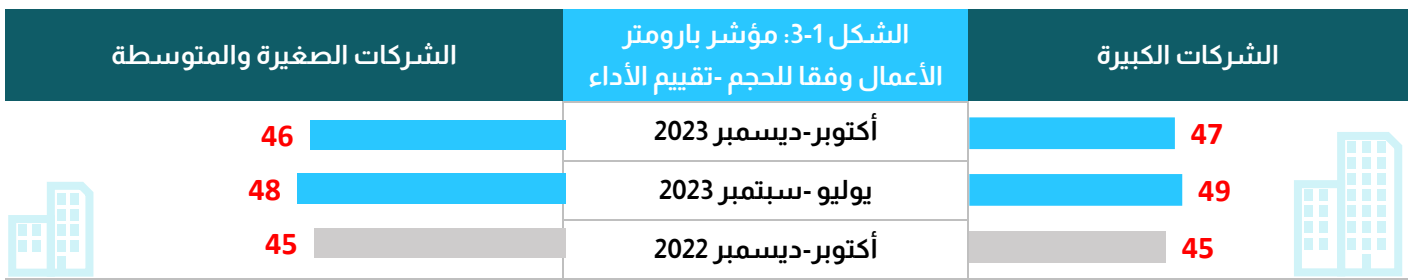 الشركات الكبيرة
الشكل 1-3: مؤشر بارومتر
الأعمال وفقا للحجم -تقييم الأداء
الشركات الصغيرة والمتوسطة
47
أكتوبر-ديسمبر 2023
46
49
يوليو -سبتمبر 2023
48
45
أكتوبر-ديسمبر 2022
45